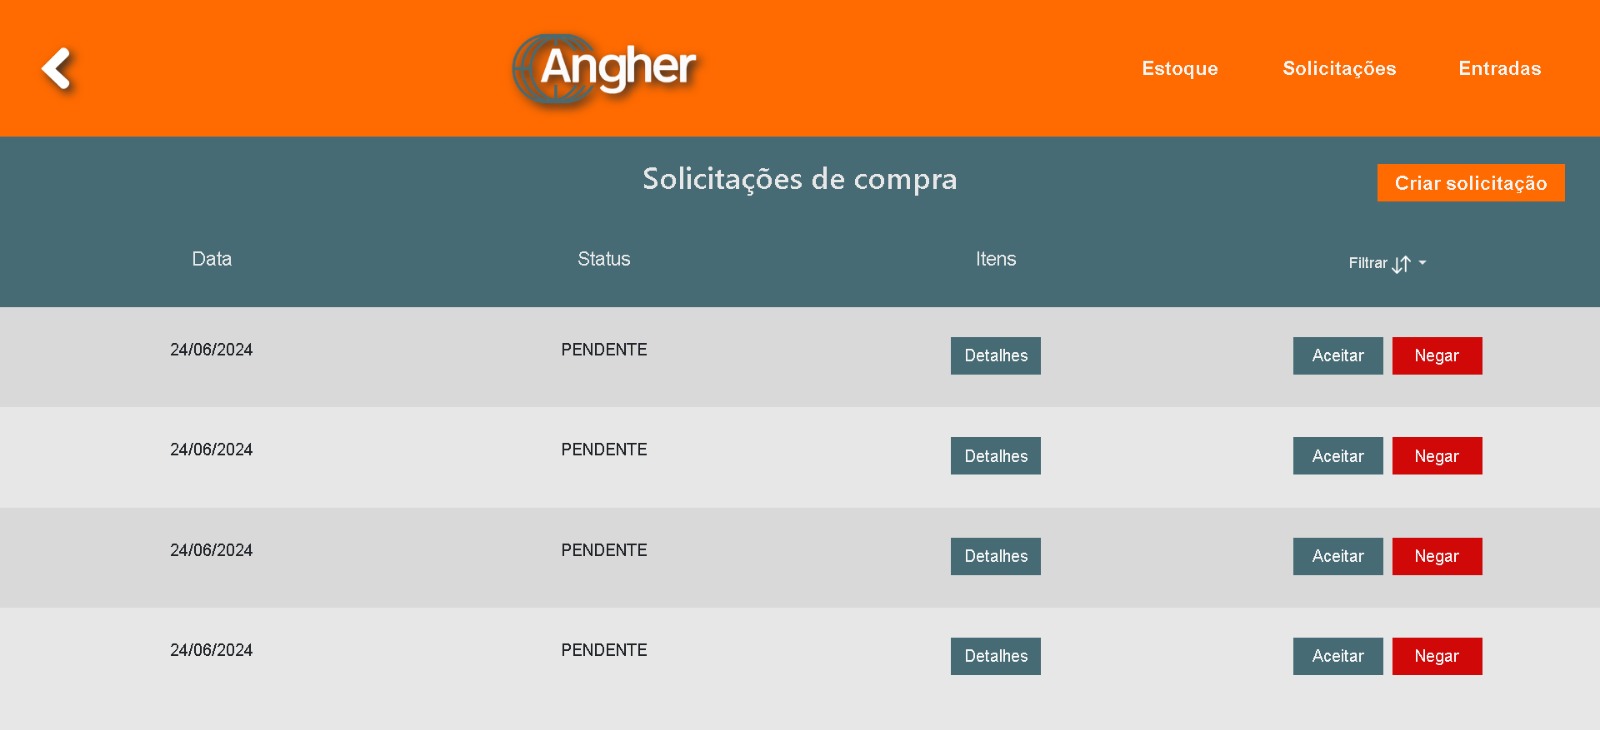 Angher
Estoque Solicitações Entradas
Solicitações de compra
Criar solicitação
Data Status Itens Filtrar
24/06/2024 PENDENTE Detalhes Aceitar Negar
24/06/2024 PENDENTE Detalhes Aceitar Negar
24/06/2024 PENDENTE Detalhes Aceitar Negar
24/06/2024 PENDENTE Detalhes Aceitar Negar